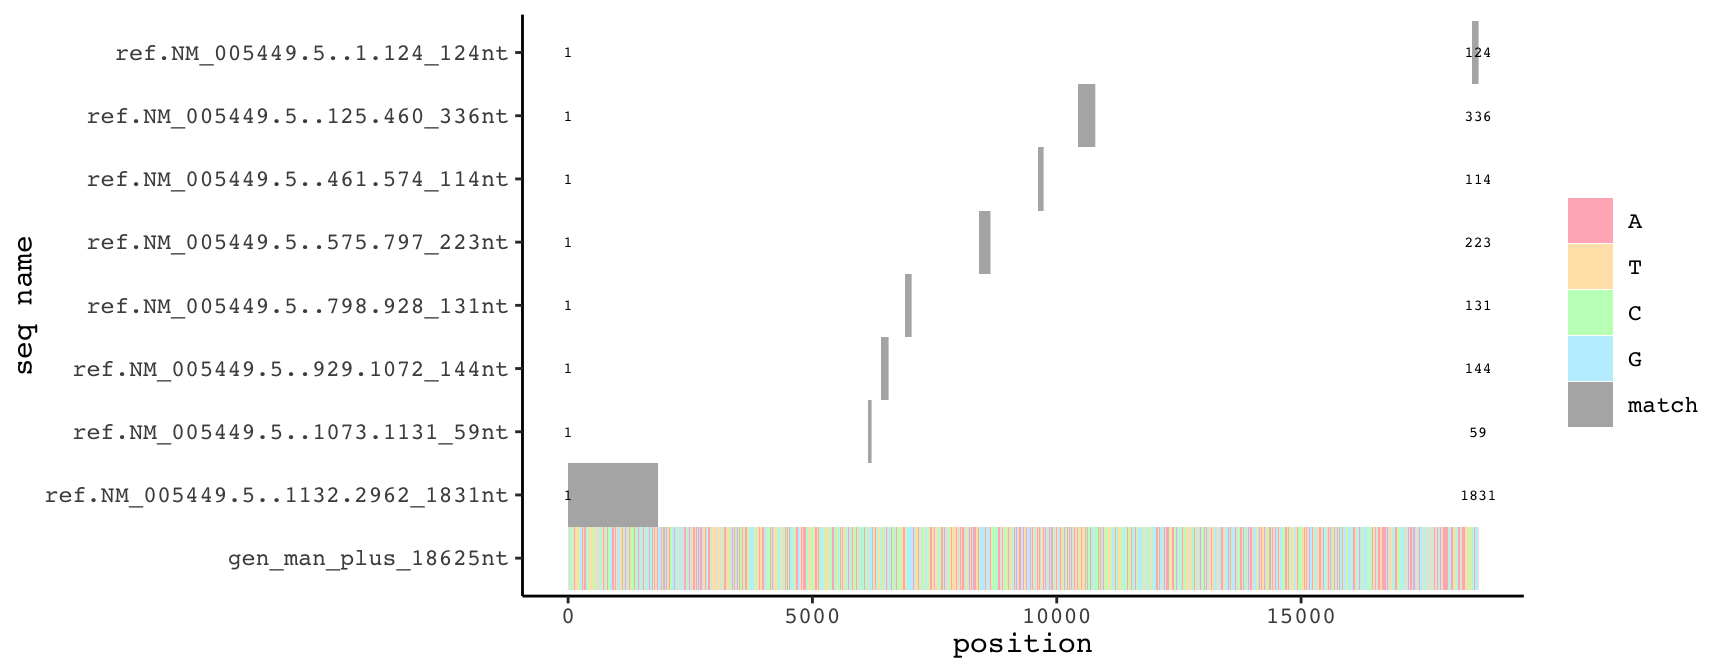 ref.NM_005449.5..1.124_124nt 1 124
ref.NM_005449.5..125.460_336nt 1 336
ref.NM_005449.5..461.574_114nt 1 114
ref.NM_005449.5..575.797_223nt 1 223
ref.NM_005449.5..798.928_131nt 1 131
ref.NM_005449.5..929.1072_144nt 1 144
ref.NM_005449.5..1073.1131_59nt 1 59
ref.NM_005449.5..1132.2962_1831nt 1 1831
gen_man_plus_18625nt
seq name
0 5000 10000 15000
position
A
T
C
G
match